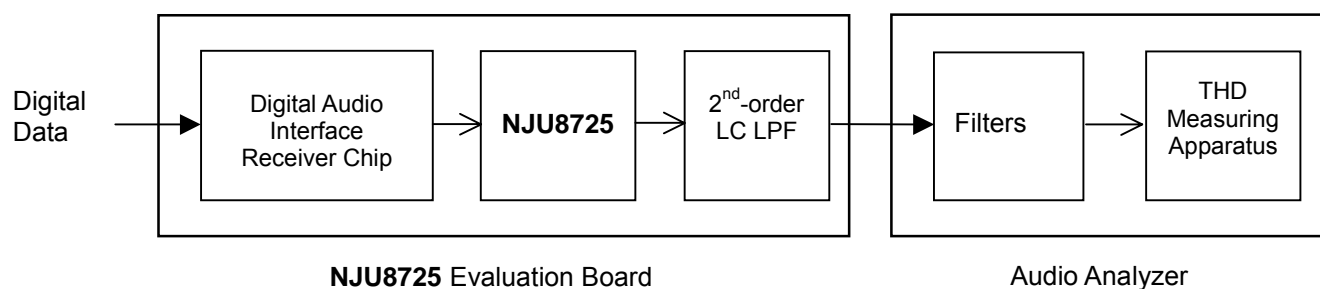 Digital
Data
Digital Audio
Interface
Receiver Chip
NJU8725
2nd-order
LC LPF
Filters
THD
Measuring
Apparatus
NJU8725 Evaluation Board
Audio Analyzer